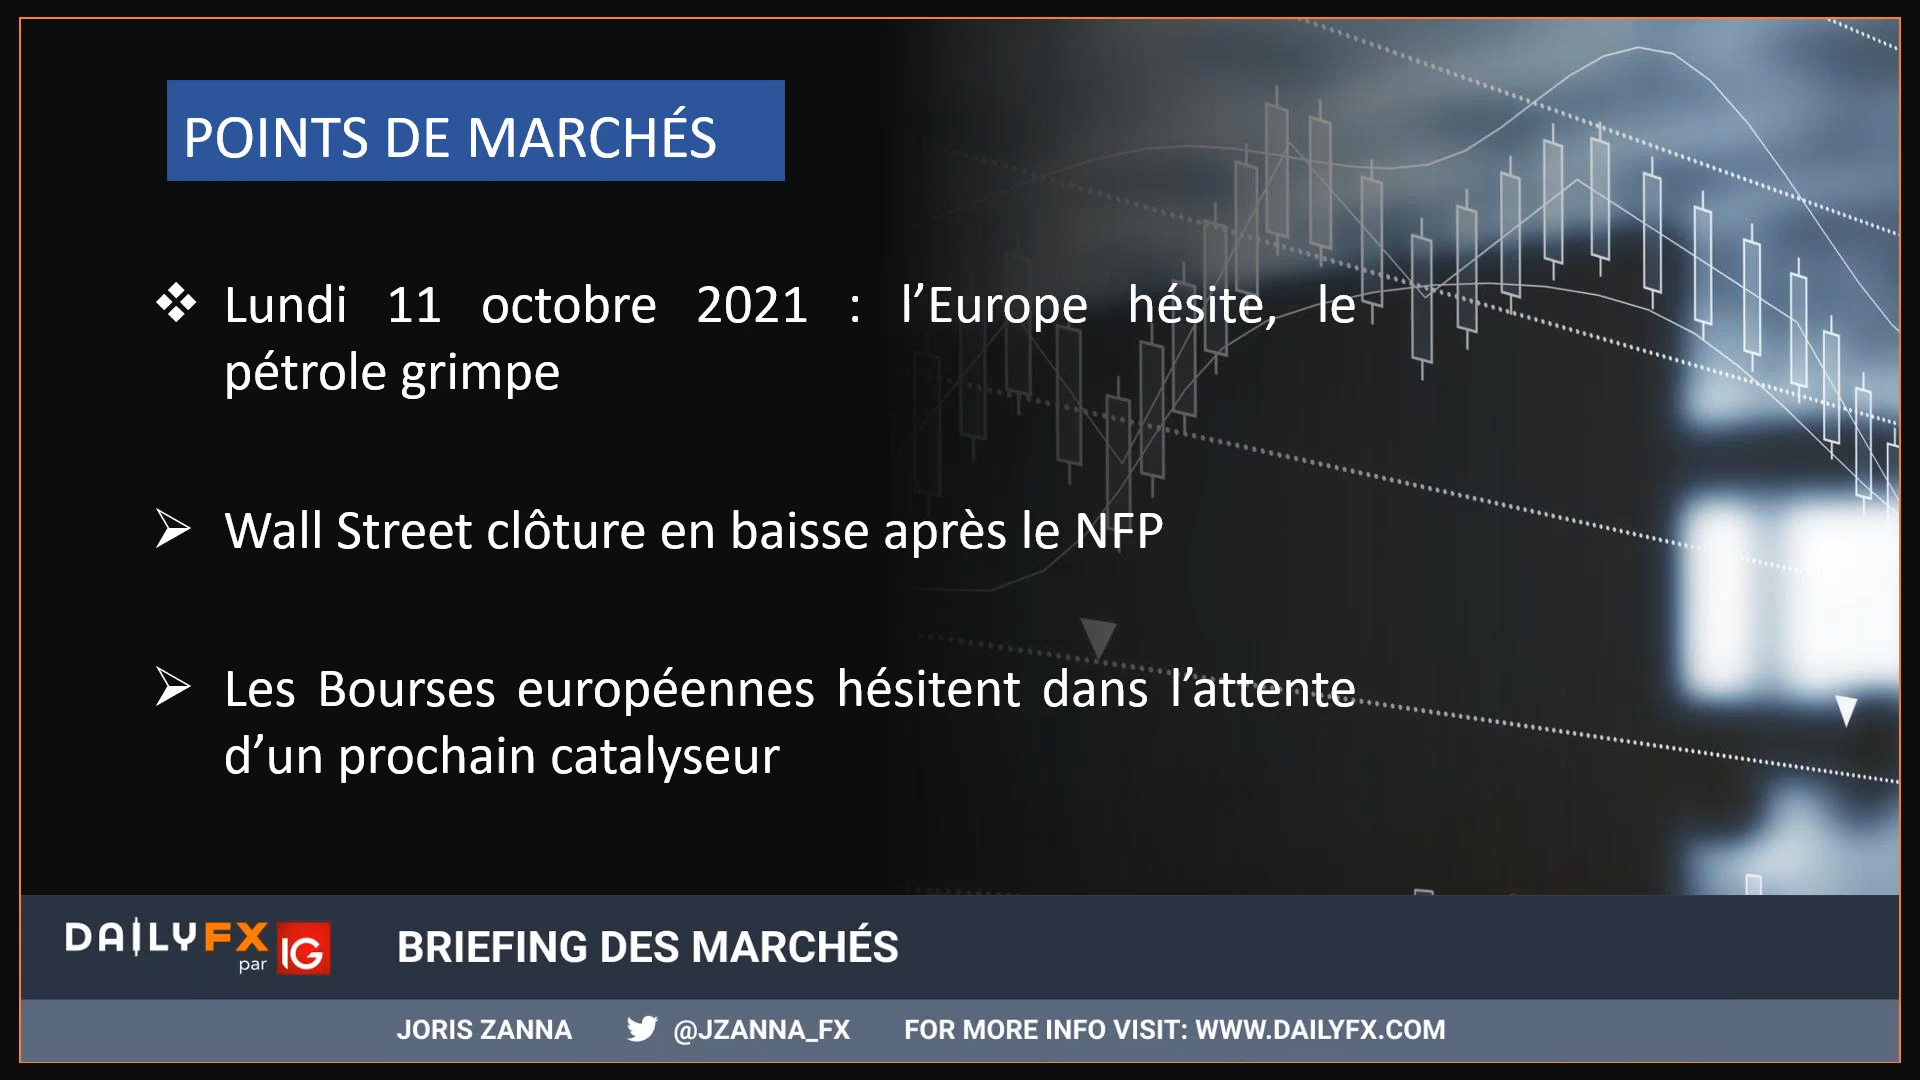 POINTS DE MARCHÉS
Lundi 11 octobre 2021 : l’Europe hésite, le
pétrole grimpe
Wall Street clôture en baisse après le NFP
Les Bourses européennes hésitent dans l’attente
d’un prochain catalyseur
DAILYFX
par IG
BRIEFING DES MARCHÉS
JORIS ZANNA @JZANNA_FX FOR MORE INFO VISIT: WWW.DAILYFX.COM